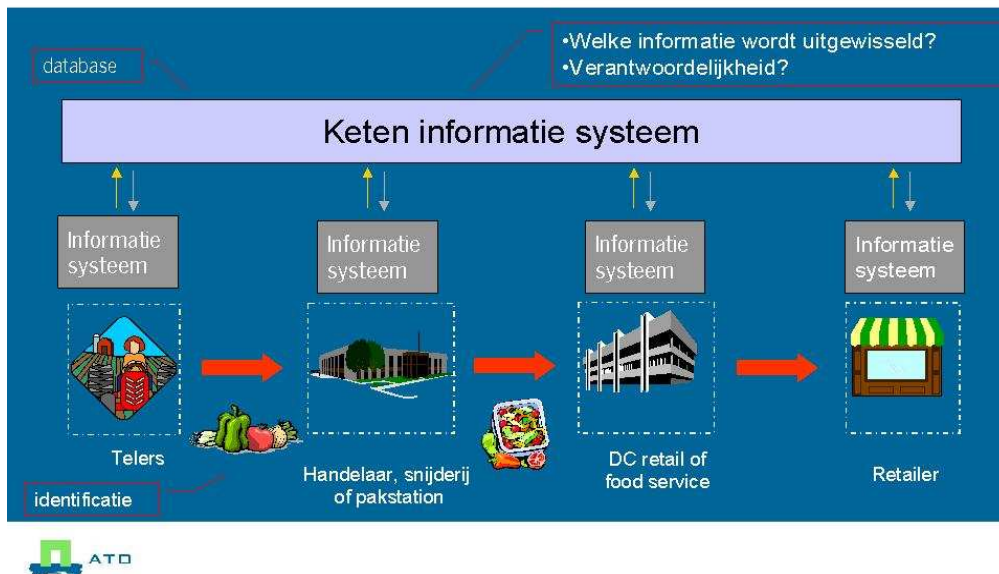 •Welke informatie wordt uitgewisseld?
•Verantwoordelijkheid?
database
Keten informatie systeem
Informatie
systeem
Informatie
systeem
Informatie
systeem
Informatie
systeem
Telers
Handelaar, snijderij
of pakstation
DC retail of
food service
Retailer
identificatie
ATO